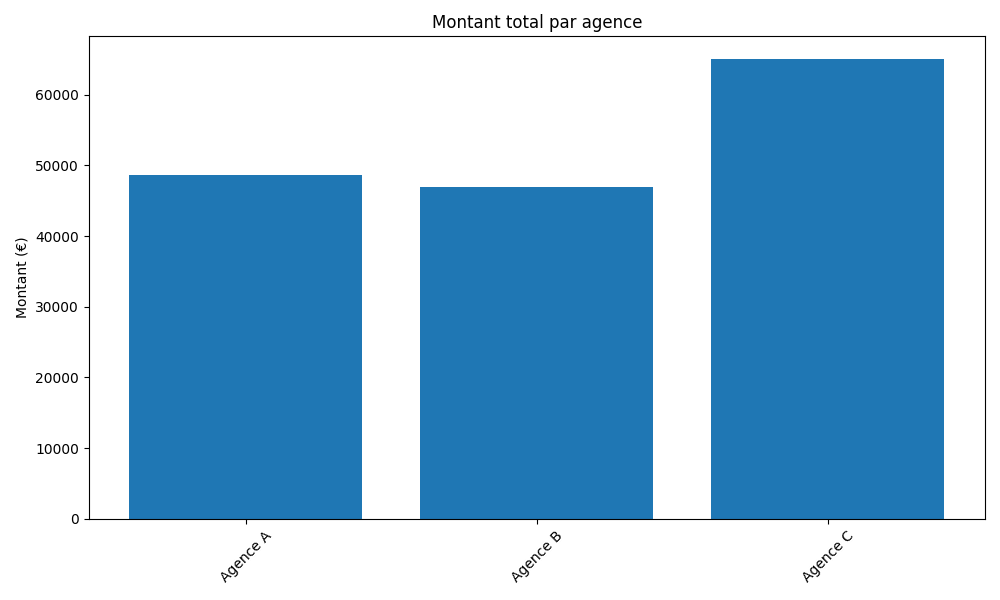 Montant total par agence
Montant (€)
60000
50000
40000
30000
20000
10000
0
Agence A
Agence B
Agence C